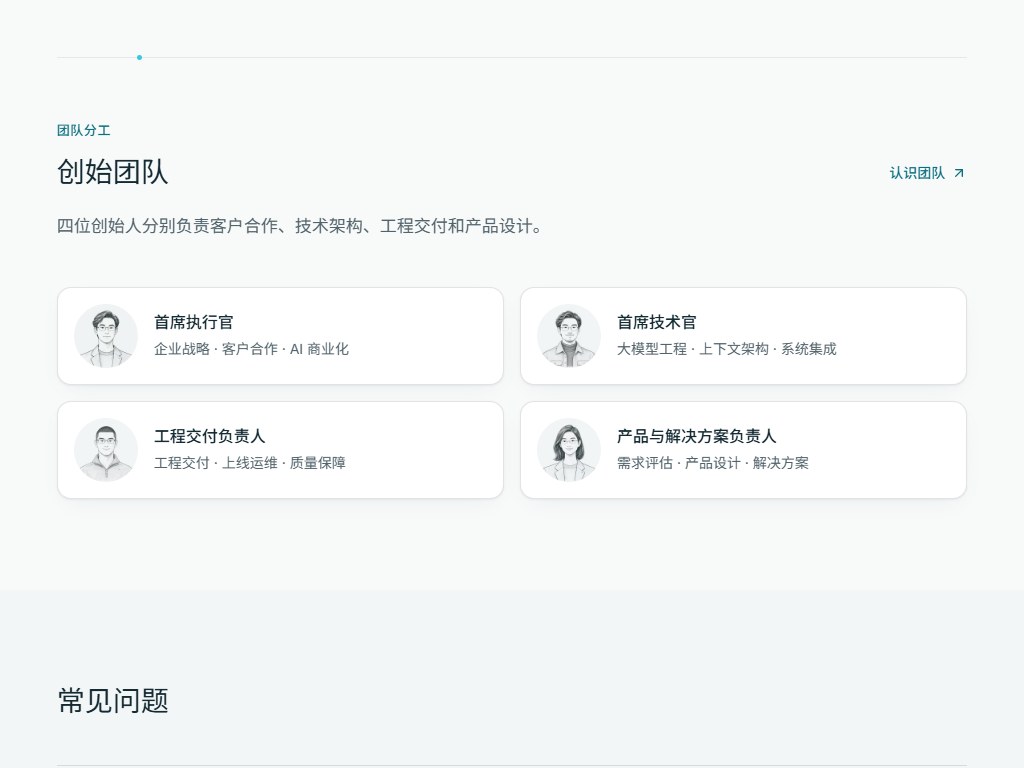 团队分工
创始团队
认识团队
四位创始人分别负责客户合作、技术架构、工程交付和产品设计。
首席执行官
企业战略 · 客户合作 · AI 商业化
首席技术官
大模型工程 · 上下文架构 · 系统集成
工程交付负责人
工程交付 · 上线运维 · 质量保障
产品与解决方案负责人
需求评估 · 产品设计 · 解决方案
常见问题